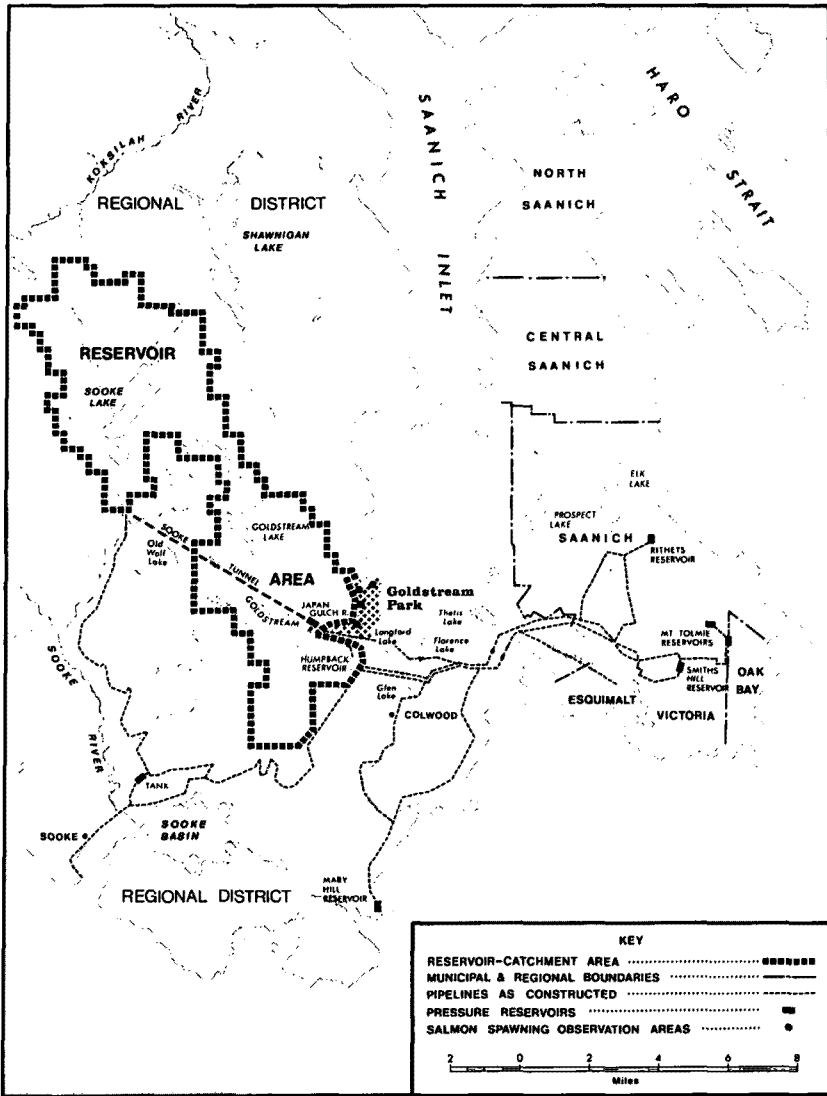 HARO
STRAIT
SAANICH
INLET
KOKSILAH RIVER
NORTH
SAANICH
REGIONAL DISTRICT
SHAWNIGAN
LAKE
CENTRAL
SAANICH
RESERVOIR
SOOKE
LAKE
ELK
LAKE
PROSPECT
LAKE
SAANICH
RITHETS
RESERVOIR
GOLDSTREAM
LAKE
SOOKE TUNNEL
Old
Wolf
Lake
AREA
Goldstream
Park
JAPAN
GULCH R.
GOLDSTREAM
Langford
Lake
Thetis
Lake
Florence
Lake
MT TOLMIE
RESERVOIRS
HUMPBACK
RESERVOIR
SMITHS
HILL
RESERVOIR
OAK
BAY
Glen
Lake
ESQUIMALT
VICTORIA
COLWOOD
SOOKE
RIVER
TANK
SOOKE
SOOKE
BASIN
REGIONAL DISTRICT
MARY
HILL
RESERVOIR
KEY
RESERVOIR-CATCHMENT AREA
MUNICIPAL & REGIONAL BOUNDARIES
PIPELINES AS CONSTRUCTED
PRESSURE RESERVOIRS
SALMON SPAWNING OBSERVATION AREAS
2 0 2 4 6 8
Miles